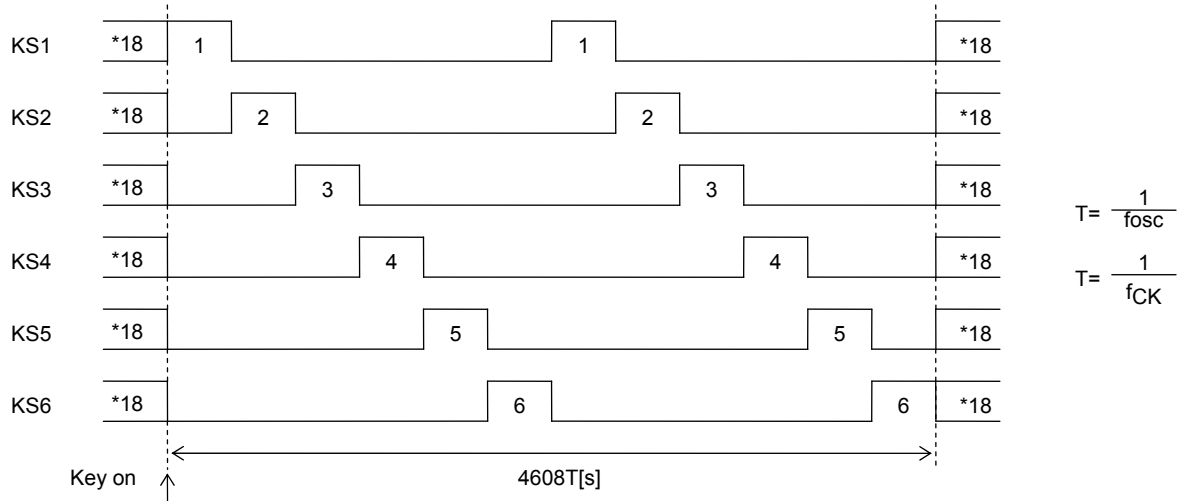 KS1 *18 1 1 *18
KS2 *18 2 2 *18
KS3 *18 3 3 *18
KS4 *18 4 4 *18
KS5 *18 5 5 *18
KS6 *18 6 6 *18
Key on 4608T[s]
T= 1
fosc
T= 1
fCK